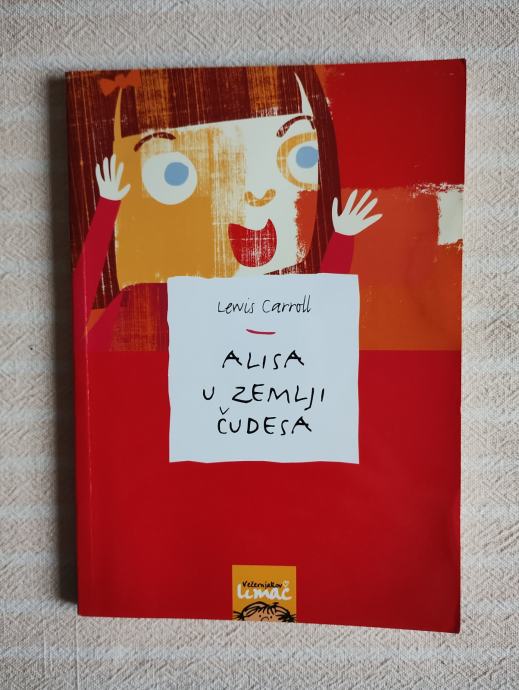 Lewis Carroll
ALISA
U ZEMLJI
ČUDESA
Večernjakov
Limač